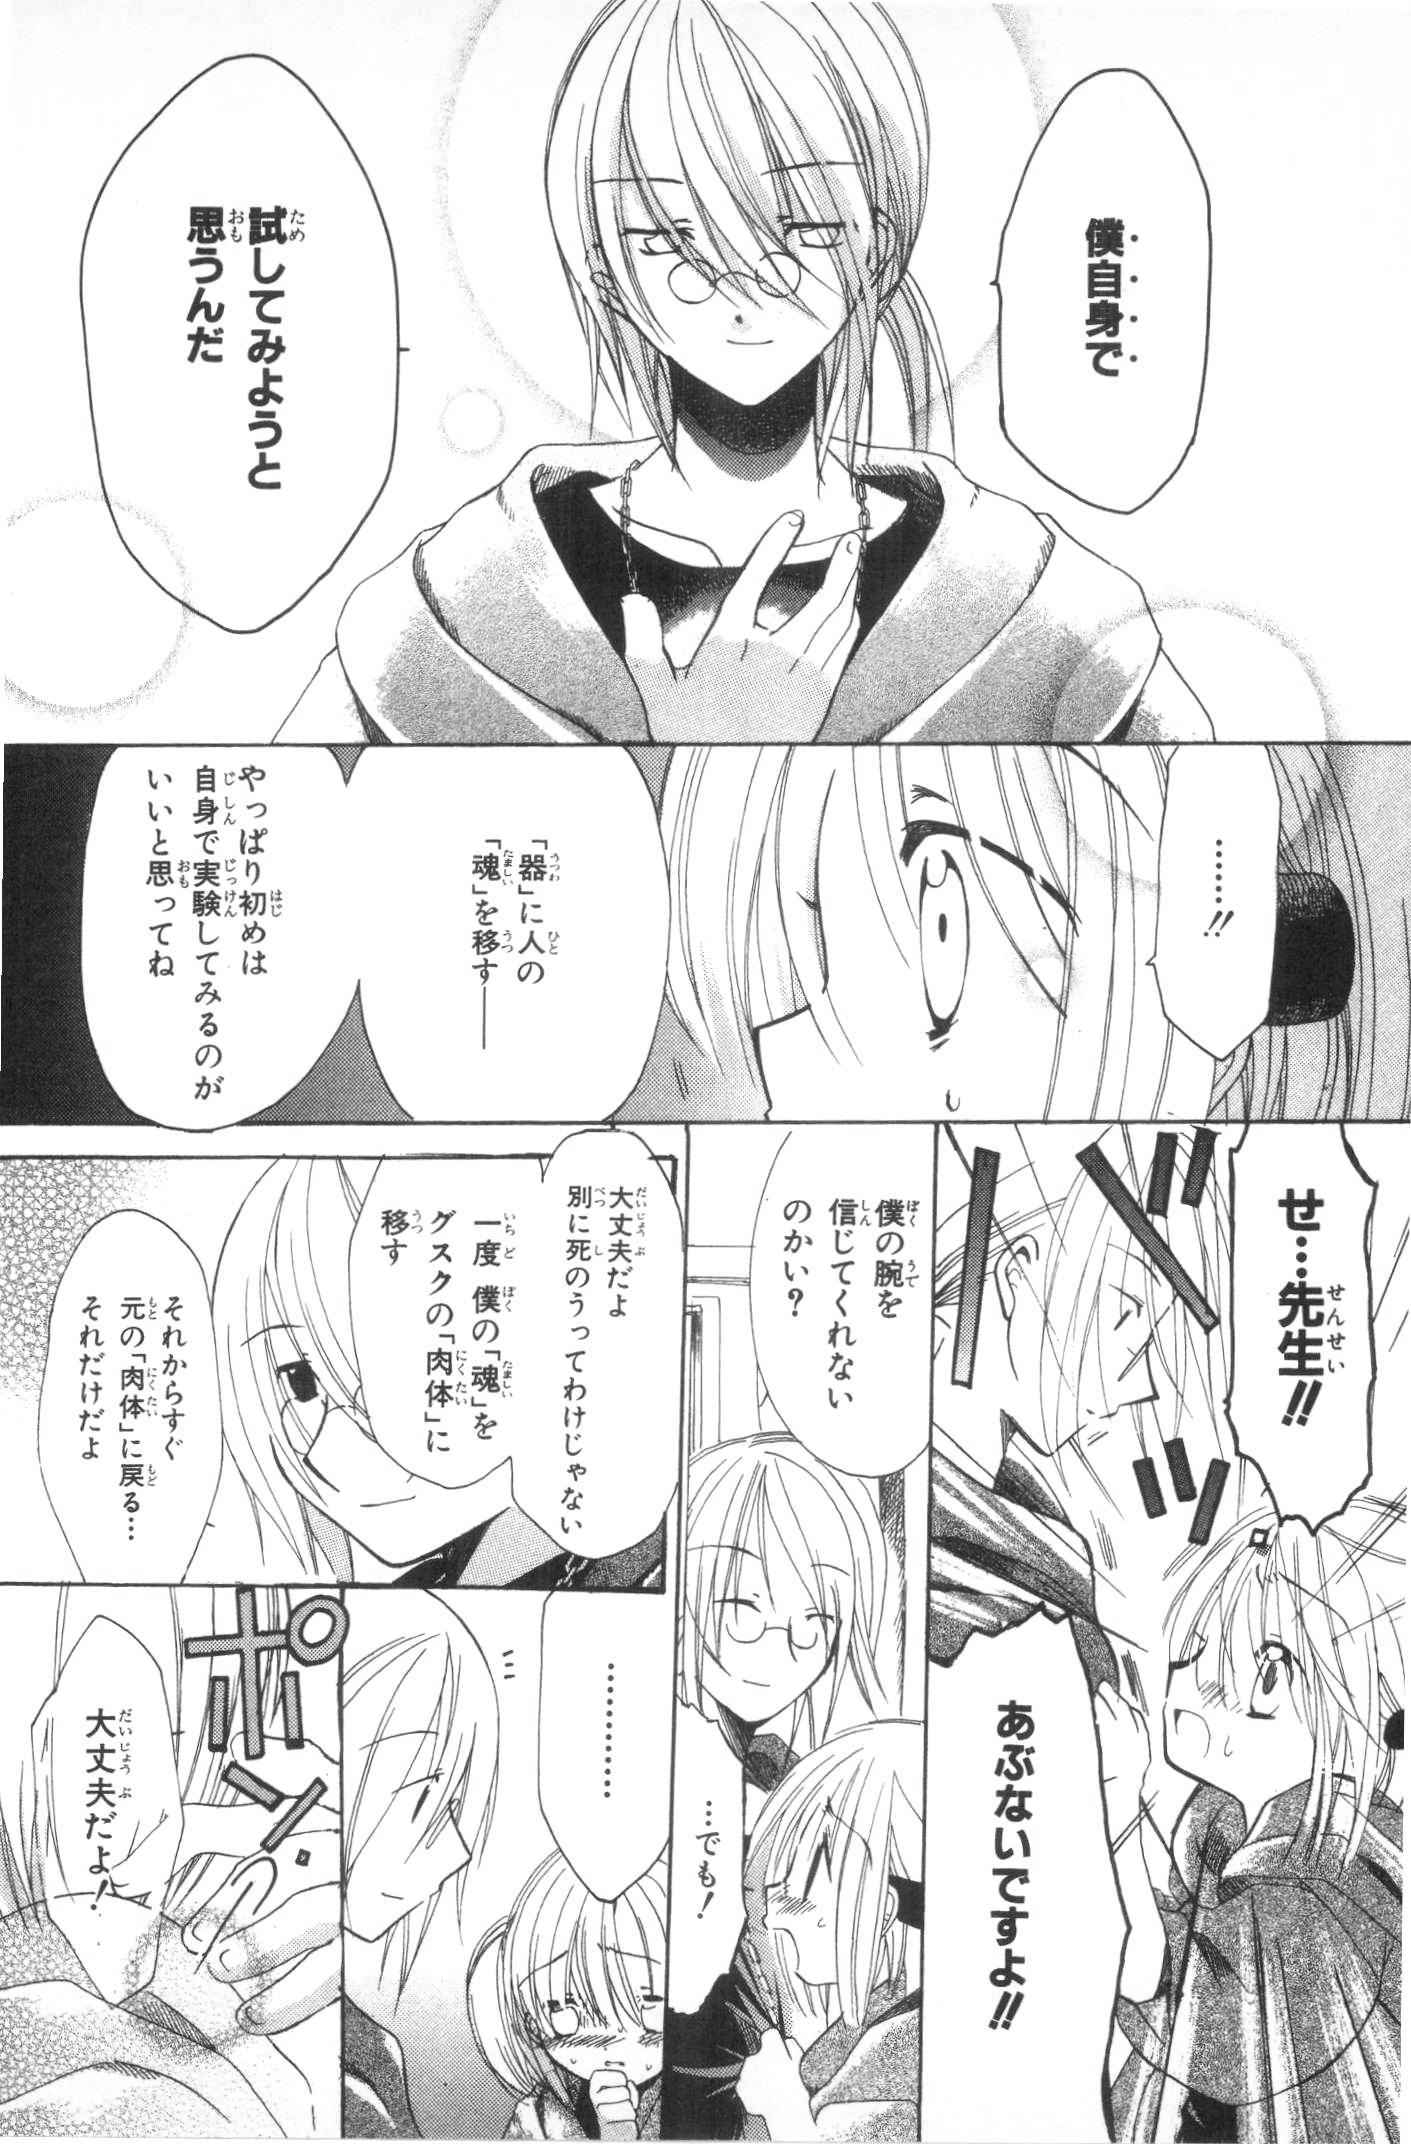 僕自身で
試してみようと
思うんだ
……!!
「器」に人の
「魂」を移す――
やっぱり初めは
自身で実験してみるのが
いいと思ってね
せ…先生!!
あぶないですよ!!
僕の腕を
信じてくれない
のかい?
…でも!
大丈夫だよ
別に死のうってわけじゃない
一度 僕の「魂」を
グスクの「肉体」に
移す
それからすぐ
元の「肉体」に戻る…
それだけだよ
…………
ポンッ
大丈夫だよ!